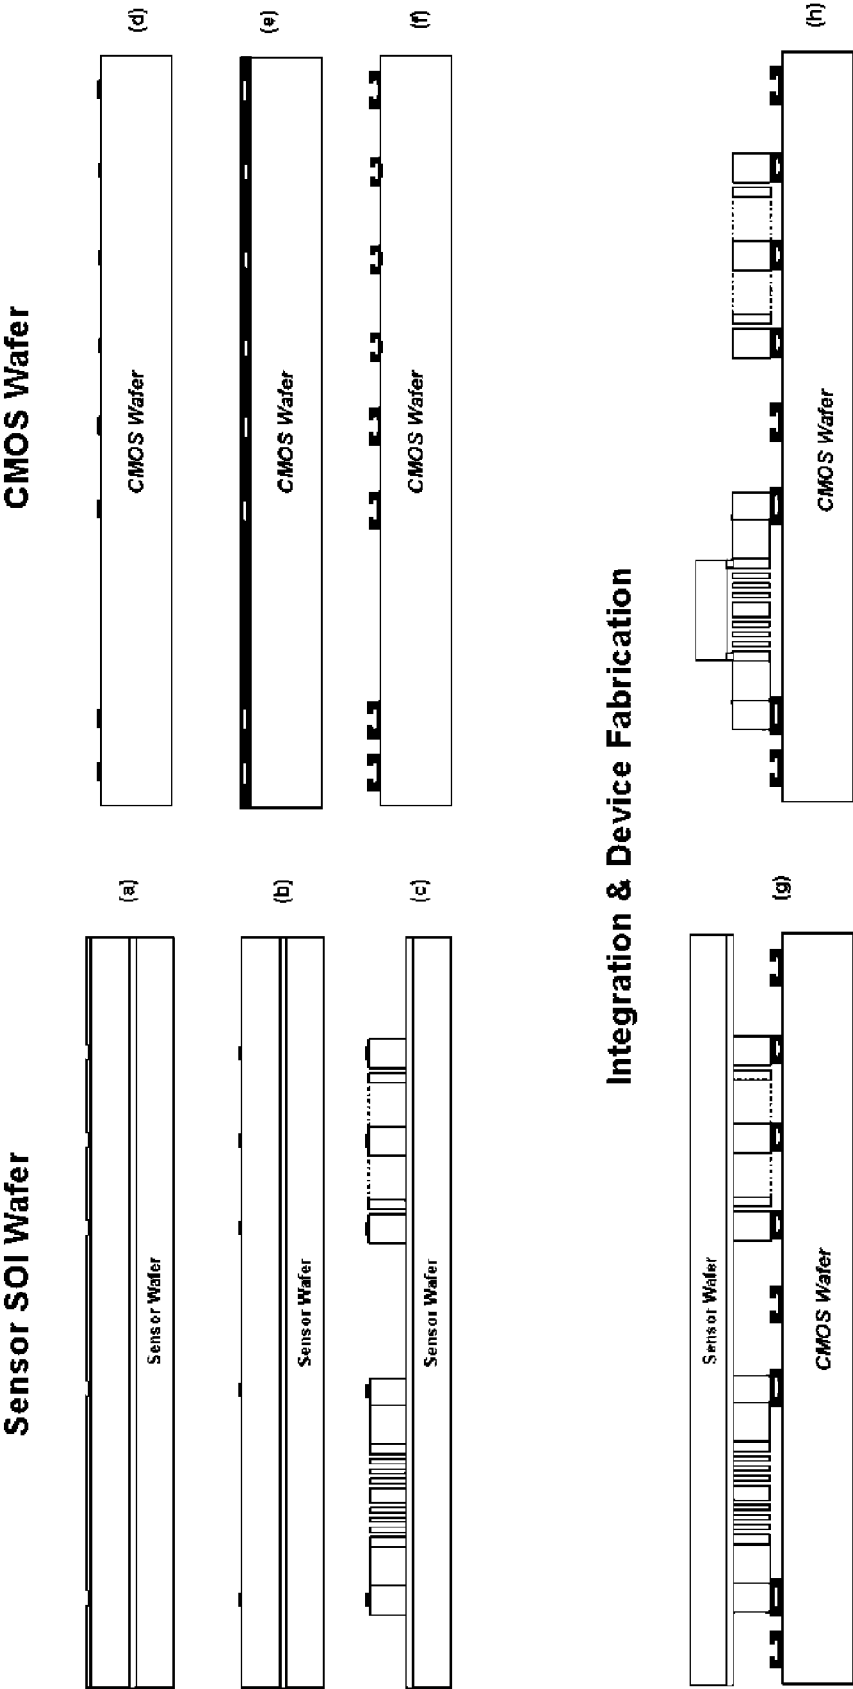 Sensor SOI Wafer
CMOS Wafer
Sensor Wafer
(a)
CMOS Wafer
(d)
Sensor Wafer
(b)
CMOS Wafer
(e)
Sensor Wafer
(c)
CMOS Wafer
(f)
Integration & Device Fabrication
Sensor Wafer
CMOS Wafer
(g)
CMOS Wafer
(h)